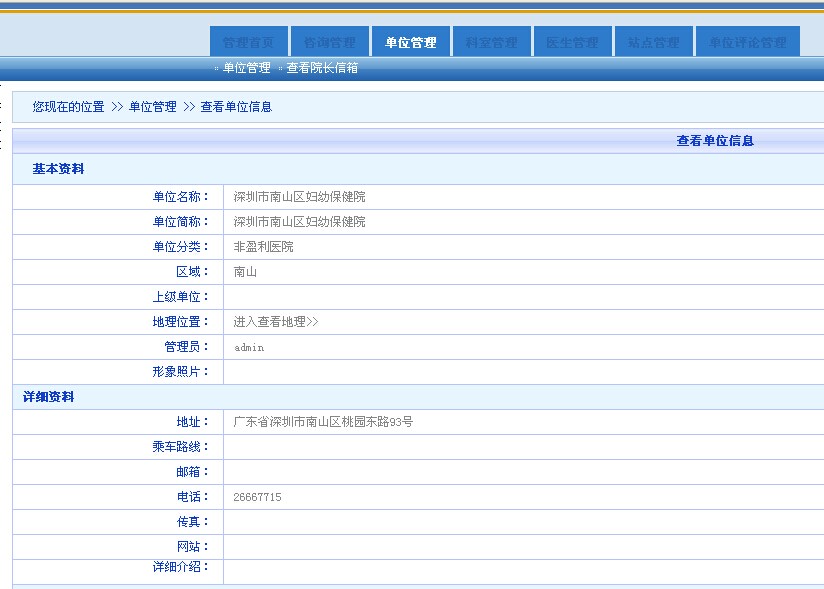 管理首页 咨询管理 单位管理 科室管理 医生管理 站点管理 单位评论管理
单位管理 查看院长信箱
您现在的位置 >> 单位管理 >> 查看单位信息
查看单位信息
基本资料
单位名称： 深圳市南山区妇幼保健院
单位简称： 深圳市南山区妇幼保健院
单位分类： 非盈利医院
区域： 南山
上级单位：
地理位置： 进入查看地理>>
管理员： admin
形象照片：
详细资料
地址： 广东省深圳市南山区桃园东路93号
乘车路线：
邮箱：
电话： 26667715
传真：
网站：
详细介绍：